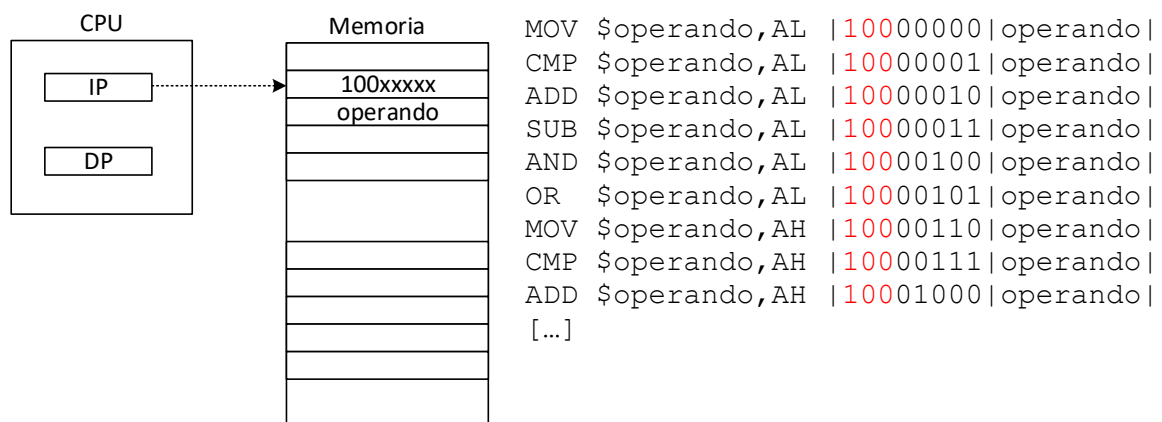 CPU
IP
DP
Memoria
100xxxxx
operando
MOV $operando,AL |10000000|operando|
CMP $operando,AL |10000001|operando|
ADD $operando,AL |10000010|operando|
SUB $operando,AL |10000011|operando|
AND $operando,AL |10000100|operando|
OR  $operando,AL |10000101|operando|
MOV $operando,AH |10000110|operando|
CMP $operando,AH |10000111|operando|
ADD $operando,AH |10001000|operando|
[…]